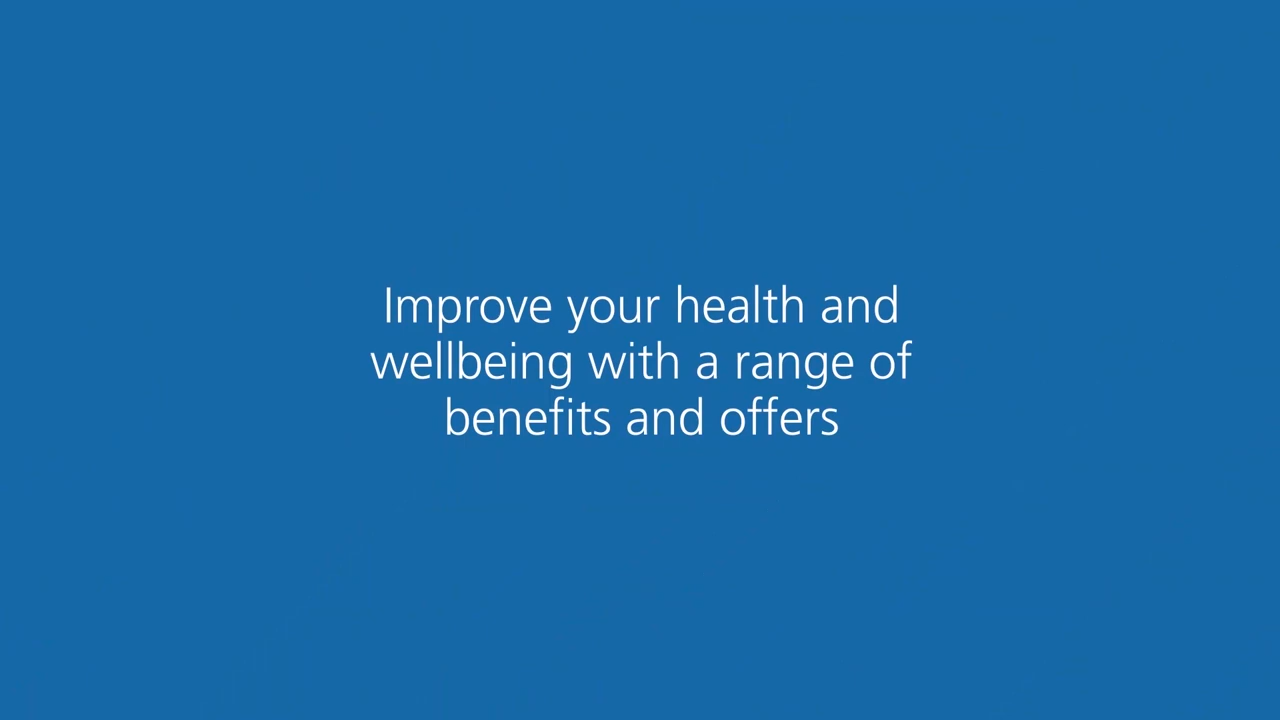 Improve your health and
wellbeing with a range of
benefits and offers